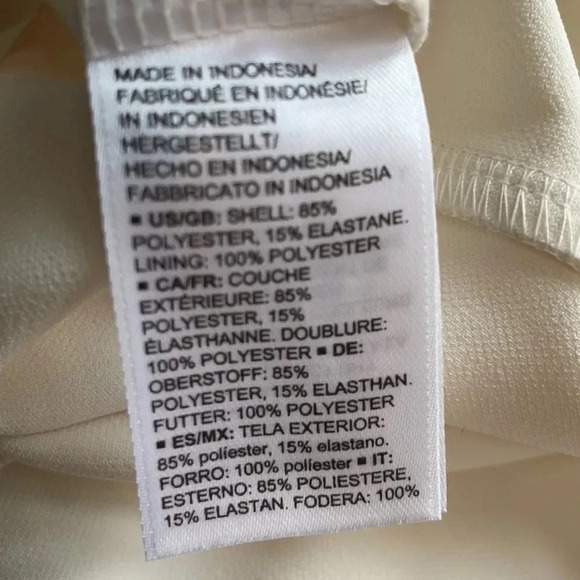 MADE IN INDONESIA/
FABRIQUÉ EN INDONÉSIE/
IN INDONESIEN
HERGESTELLT/
HECHO EN INDONESIA/
FABBRICATO IN INDONESIA
▪ US/GB: SHELL: 85%
POLYESTER, 15% ELASTANE.
LINING: 100% POLYESTER
▪ CA/FR: COUCHE
EXTÉRIEURE: 85%
POLYESTER, 15%
ÉLASTHANNE. DOUBLURE:
100% POLYESTER ▪ DE:
OBERSTOFF: 85%
POLYESTER, 15% ELASTHAN.
FUTTER: 100% POLYESTER
▪ ES/MX: TELA EXTERIOR:
85% poliéster, 15% elastano.
FORRO: 100% poliéster ▪ IT:
ESTERNO: 85% POLIESTERE,
15% ELASTAN. FODERA: 100%